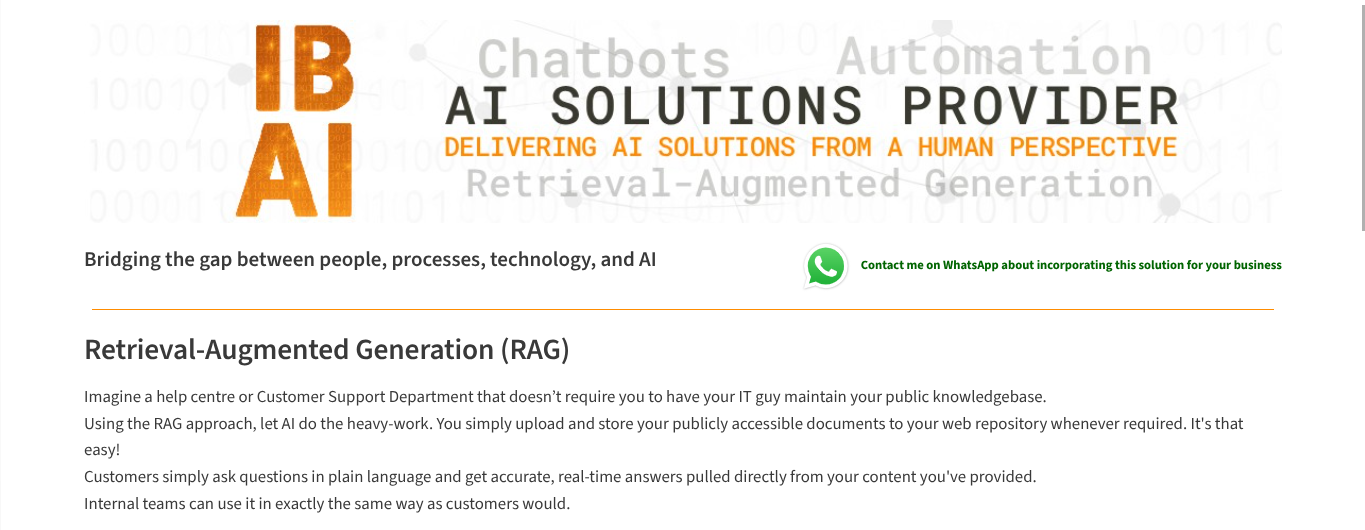 IB
AI
Chatbots Automation
AI SOLUTIONS PROVIDER
DELIVERING AI SOLUTIONS FROM A HUMAN PERSPECTIVE
Retrieval-Augmented Generation
Bridging the gap between people, processes, technology, and AI
Contact me on WhatsApp about incorporating this solution for your business
Retrieval-Augmented Generation (RAG)
Imagine a help centre or Customer Support Department that doesn’t require you to have your IT guy maintain your public knowledgebase.
Using the RAG approach, let AI do the heavy-work. You simply upload and store your publicly accessible documents to your web repository whenever required. It's that
easy!
Customers simply ask questions in plain language and get accurate, real-time answers pulled directly from your content you've provided.
Internal teams can use it in exactly the same way as customers would.